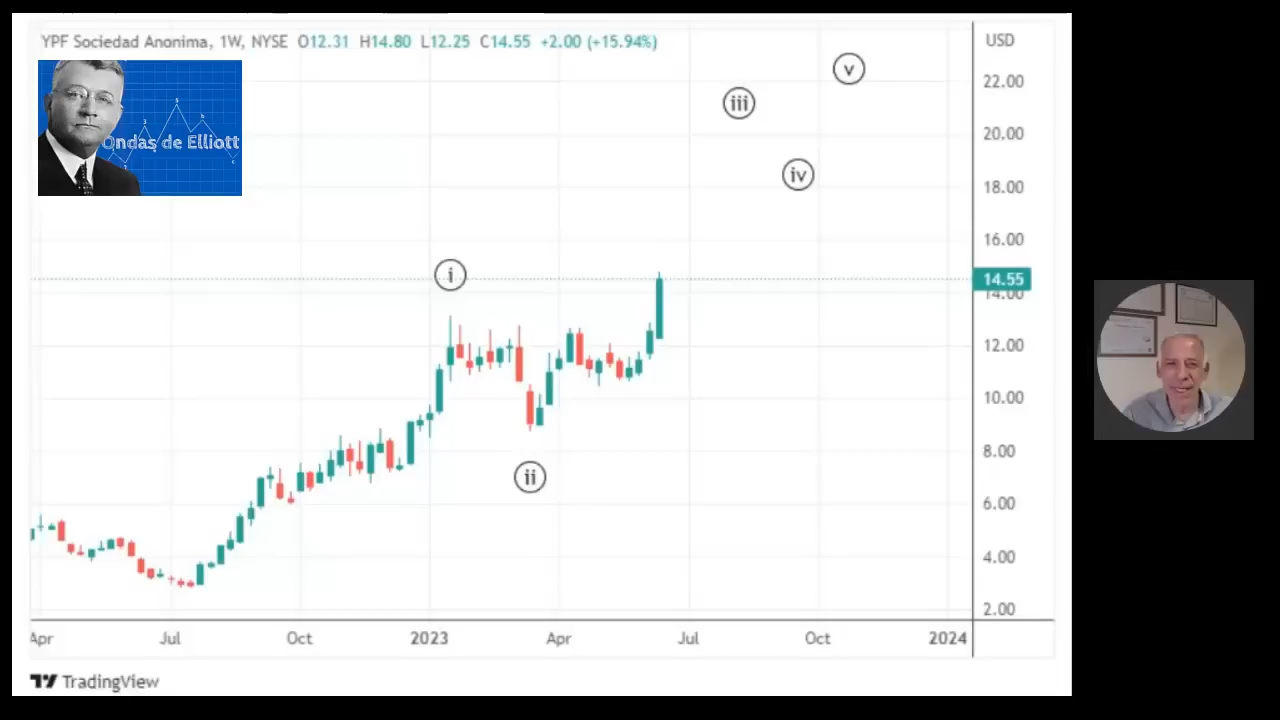 YPF Sociedad Anonima, 1W, NYSE O12.31 H14.80 L12.25 C14.55 +2.00 (+15.94%)
USD
Ondas de Elliott
v
22.00
iii
20.00
iv
18.00
16.00
i
14.55
14.00
12.00
10.00
8.00
ii
6.00
4.00
2.00
Apr Jul Oct 2023 Apr Jul Oct 2024
TradingView